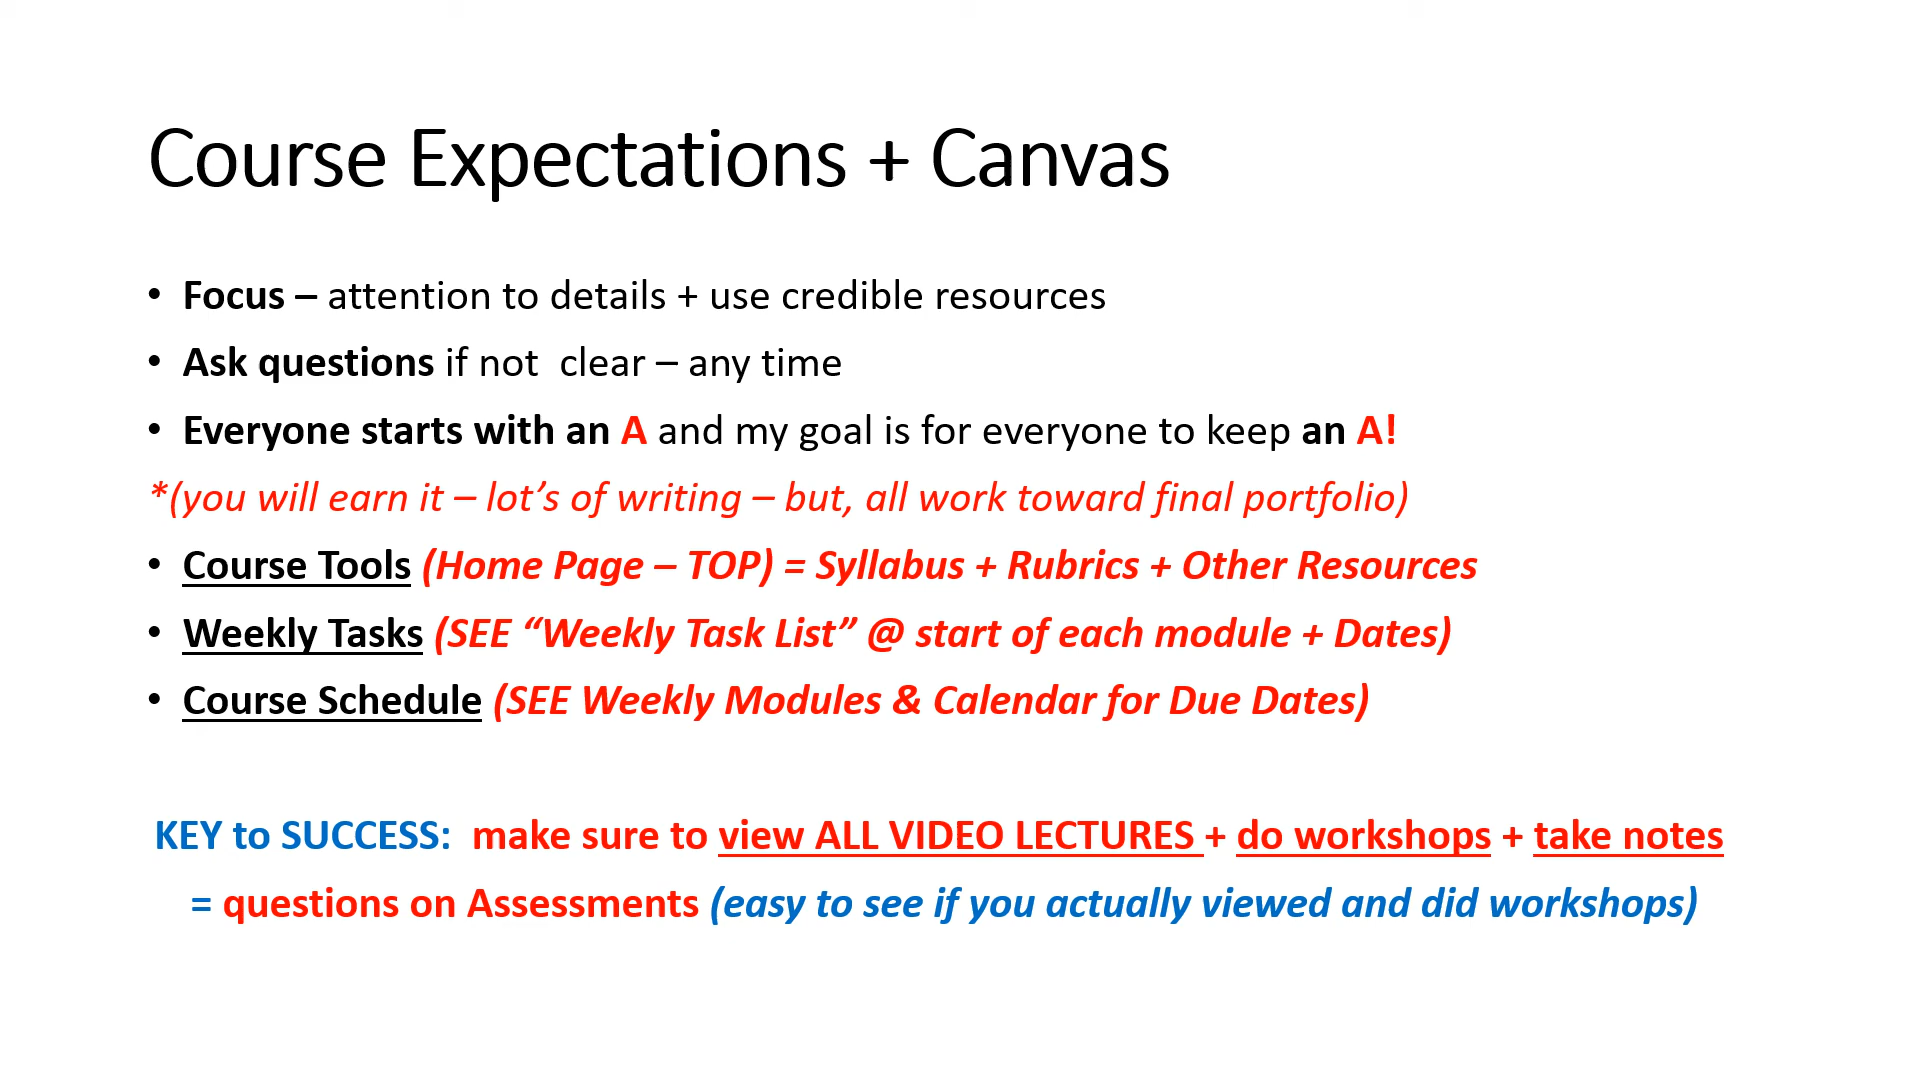 Course Expectations + Canvas
• Focus – attention to details + use credible resources
• Ask questions if not  clear – any time
• Everyone starts with an A and my goal is for everyone to keep an A!
*(you will earn it – lot’s of writing – but, all work toward final portfolio)
• Course Tools (Home Page – TOP) = Syllabus + Rubrics + Other Resources
• Weekly Tasks (SEE “Weekly Task List” @ start of each module + Dates)
• Course Schedule (SEE Weekly Modules & Calendar for Due Dates)
KEY to SUCCESS:  make sure to view ALL VIDEO LECTURES + do workshops + take notes
= questions on Assessments (easy to see if you actually viewed and did workshops)